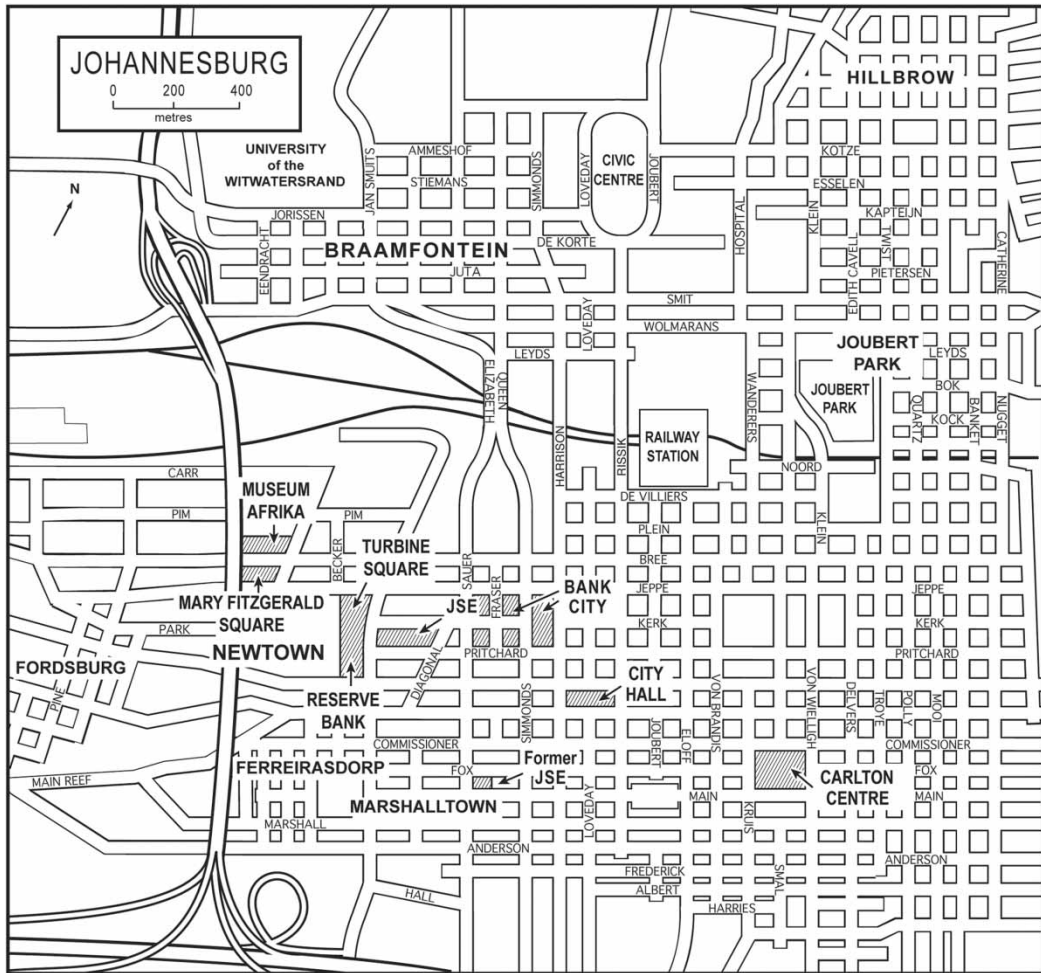 JOHANNESBURG
0 200 400
metres
N
HILLBROW
UNIVERSITY
of the
WITWATERSRAND
JAN SMUITS
AMMESHOF
STIEMANS
SIMMONDS
LOVEDAY
CIVIC
CENTRE
JOUBERT
KOTZE
ESSELEN
HOSPITAL
KLEIN
KAPTEIJN
TWIST
EDITH CAVELL
PIETERSEN
CATHERINE
JORISSEN
EENDRACHT
BRAAMFONTEIN
DE KORTE
JUTA
SMIT
LOVEDAY
WOLMARANS
LEYDS
QUEEN
ELIZABETH
HARRISON
RISSIK
RAILWAY
STATION
WANDERERS
JOUBERT
PARK
JOUBERT
PARK
LEYDS
BOK
KOCK
QUARTZ
BANKET
NUGGET
NOORD
CARR
PIM
MUSEUM
AFRIKA
PIM
DE VILLIERS
PLEIN
KLEIN
BREE
BECKER
TURBINE
SQUARE
SAUER
FRASER
BANK
CITY
JEPPE
JEPPE
MARY FITZGERALD
SQUARE
JSE
KERK
KERK
PARK
NEWTOWN
PRITCHARD
PRITCHARD
DIAGONAL
FORDSBURG
PINE
RESERVE
BANK
CITY
HALL
SIMMONDS
VON BRANDIS
VON WIELLIGH
DELVERS
TROYE
POLLY
MOOI
JOUBERT
ELOFF
COMMISSIONER
COMMISSIONER
MAIN REEF
FERREIRASDORP
FOX
Former
JSE
FOX
CARLTON
CENTRE
MARSHALLTOWN
MAIN
MAIN
MARSHALL
LOVEDAY
KRUIS
ANDERSON
ANDERSON
FREDERICK
ALBERT
SMAL
HALL
HARRIES